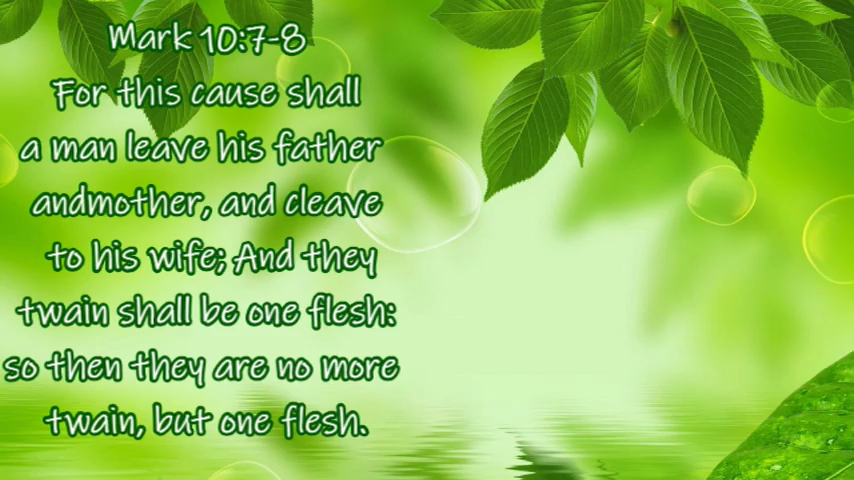 Mark 10:7-8
For this cause shall
a man leave his father
andmother, and cleave
to his wife; And they
twain shall be one flesh:
so then they are no more
twain, but one flesh.